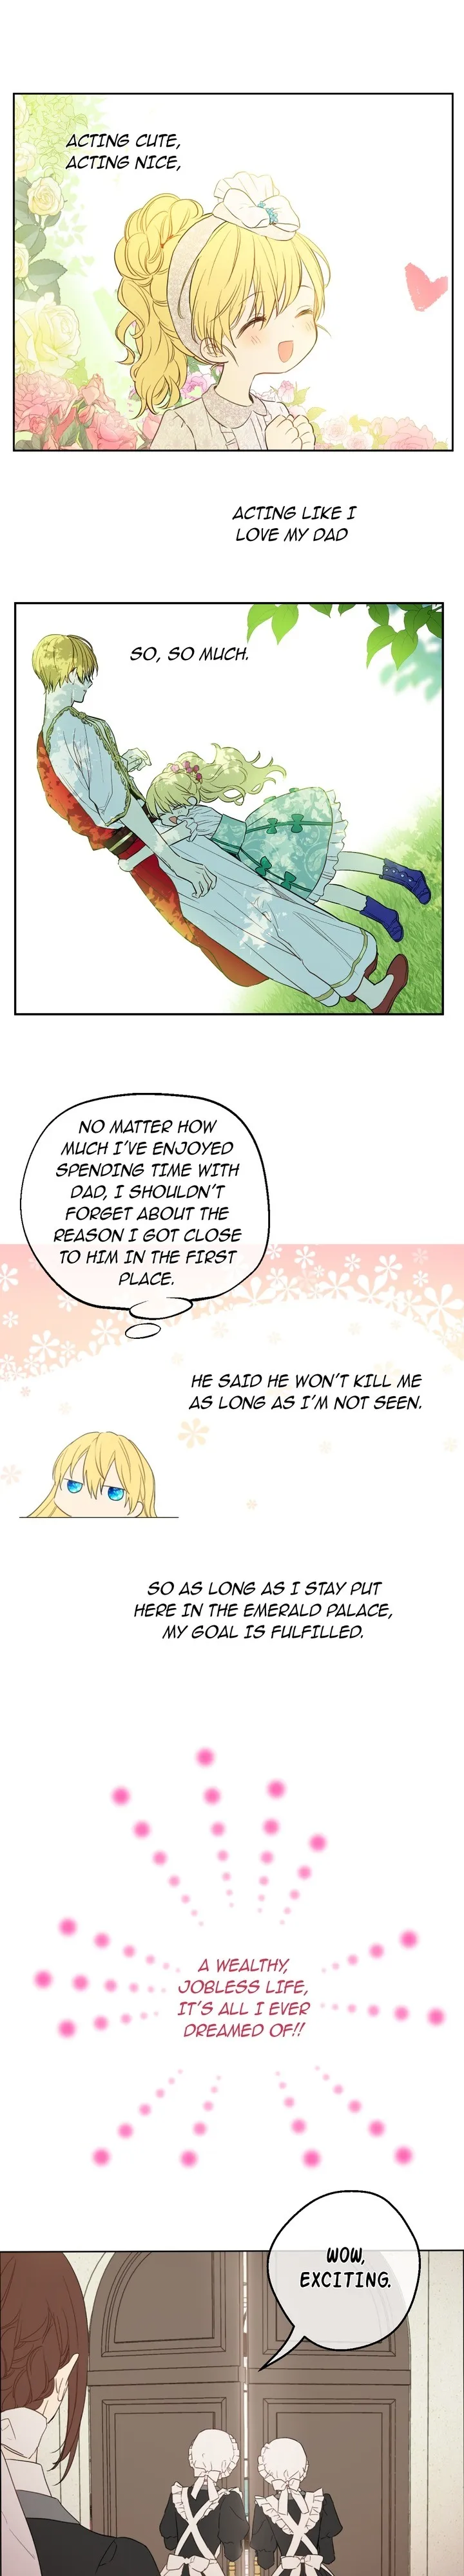 ACTING CUTE,
ACTING NICE,
ACTING LIKE I
LOVE MY DAD
SO, SO MUCH.
NO MATTER HOW
MUCH I'VE ENJOYED
SPENDING TIME WITH
DAD, I SHOULDN'T
FORGET ABOUT THE
REASON I GOT CLOSE
TO HIM IN THE FIRST
PLACE.
HE SAID HE WON'T KILL ME
AS LONG AS I'M NOT SEEN.
SO AS LONG AS I STAY PUT
HERE IN THE EMERALD PALACE,
MY GOAL IS FULFILLED.
A WEALTHY,
JOBLESS LIFE,
IT'S ALL I EVER
DREAMED OF!!
WOW,
EXCITING.